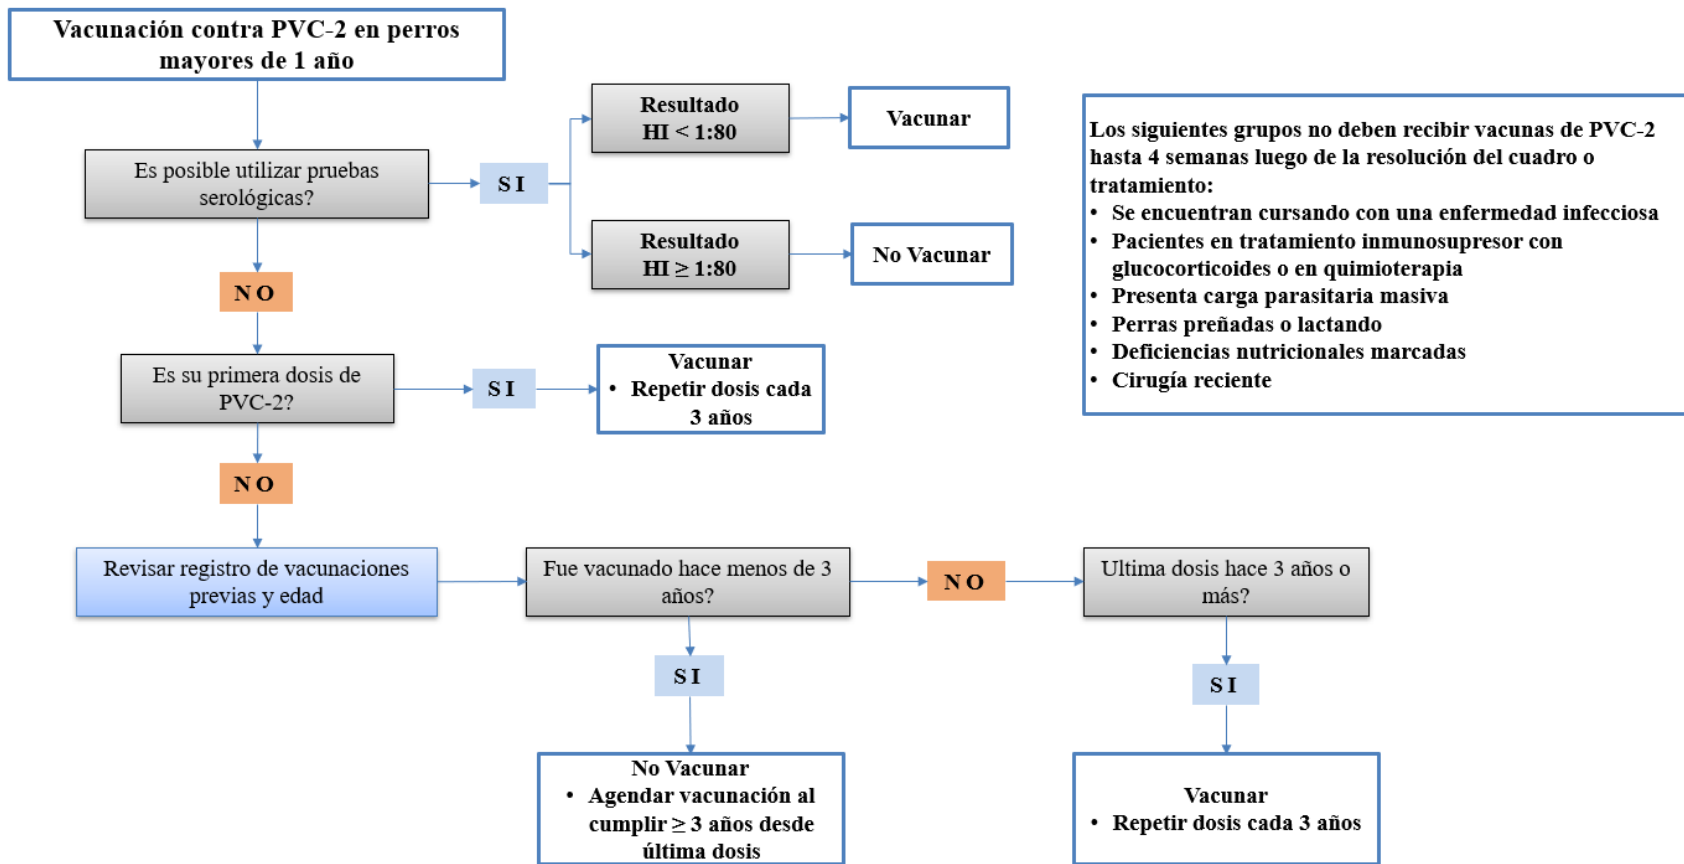 Vacunación contra PVC-2 en perros
mayores de 1 año
Es posible utilizar pruebas
serológicas?
SI
Resultado
HI < 1:80
Vacunar
Resultado
HI ≥ 1:80
No Vacunar
NO
Es su primera dosis de
PVC-2?
SI
Vacunar
• Repetir dosis cada
3 años
NO
Revisar registro de vacunaciones
previas y edad
Fue vacunado hace menos de 3
años?
NO
Ultima dosis hace 3 años o
más?
SI
No Vacunar
• Agendar vacunación al
cumplir ≥ 3 años desde
última dosis
SI
Vacunar
• Repetir dosis cada 3 años
Los siguientes grupos no deben recibir vacunas de PVC-2
hasta 4 semanas luego de la resolución del cuadro o
tratamiento:
• Se encuentran cursando con una enfermedad infecciosa
• Pacientes en tratamiento inmunosupresor con
glucocorticoides o en quimioterapia
• Presenta carga parasitaria masiva
• Perras preñadas o lactando
• Deficiencias nutricionales marcadas
• Cirugía reciente